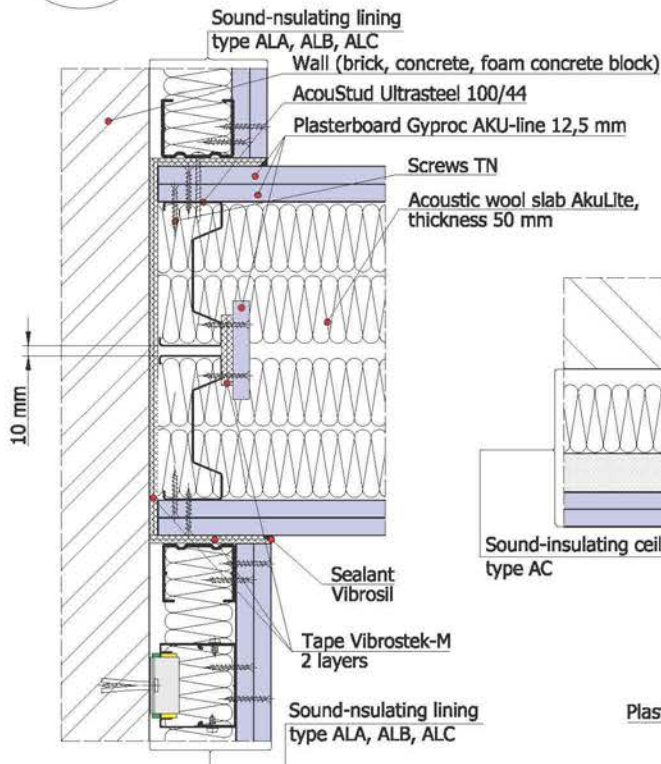 Sound-nsulating lining
type ALA, ALB, ALC
Wall (brick, concrete, foam concrete block)
AcouStud Ultrasteel 100/44
Plasterboard Gyproc AKU-line 12,5 mm
Screws TN
Acoustic wool slab AkuLite,
thickness 50 mm
10 mm
Sound-insulating ceil
type AC
Sealant
Vibrosil
Tape Vibrostek-M
2 layers
Sound-nsulating lining
type ALA, ALB, ALC
Plast